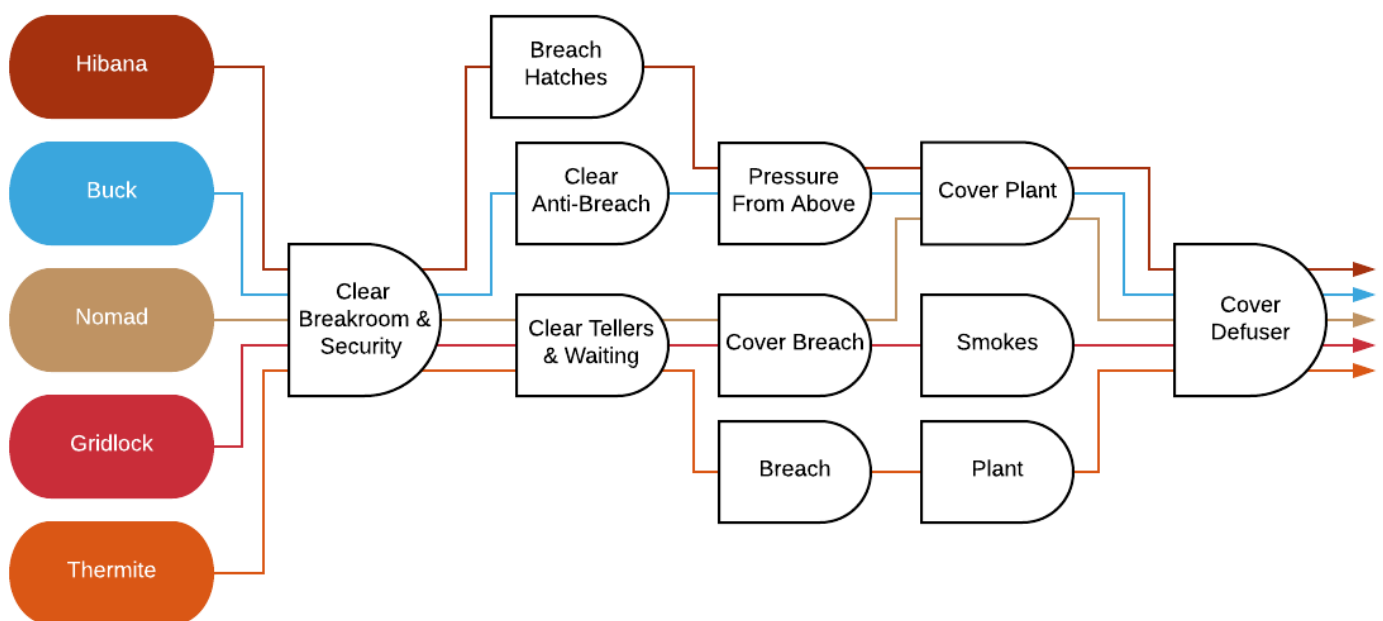 Hibana
Buck
Nomad
Gridlock
Thermite
Clear
Breakroom &
Security
Breach
Hatches
Clear
Anti-Breach
Clear Tellers
& Waiting
Pressure
From Above
Cover Breach
Breach
Cover Plant
Smokes
Plant
Cover
Defuser